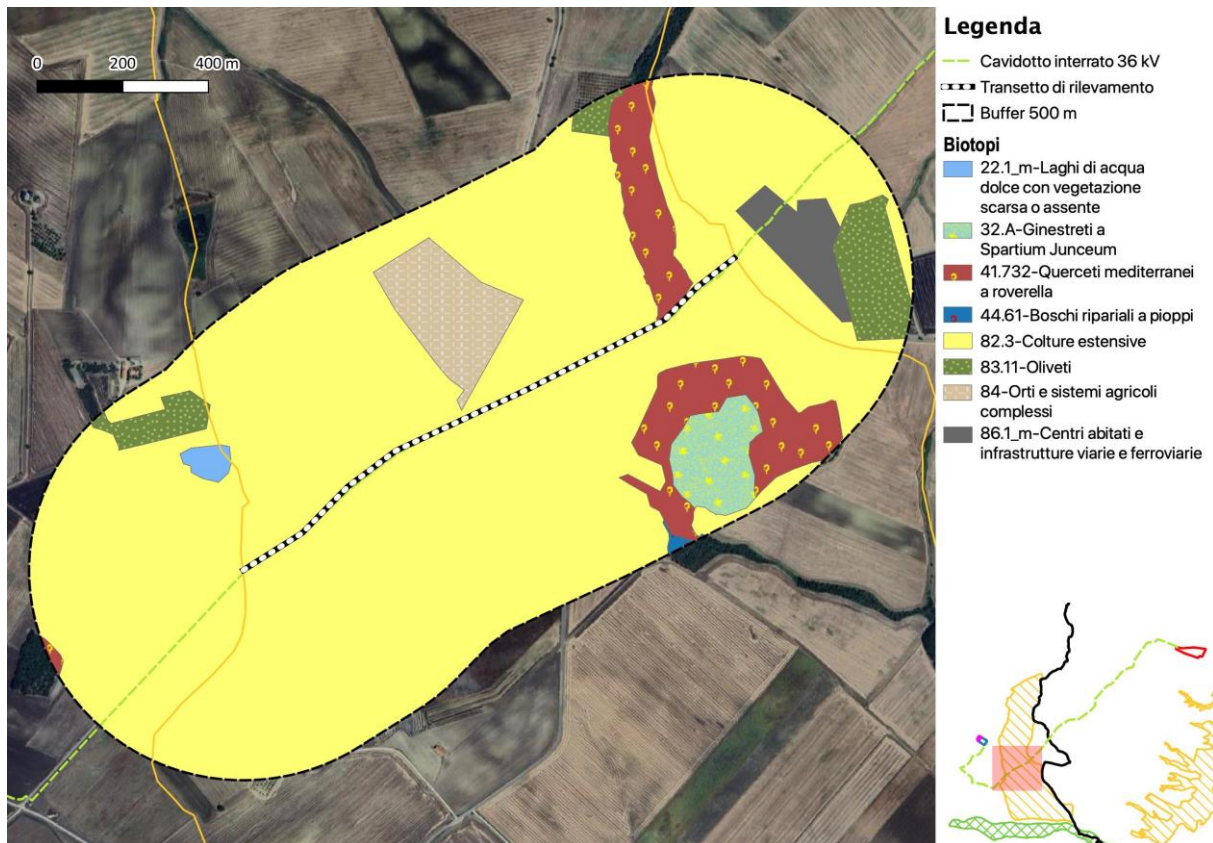 0 200 400 m
Legenda
Cavidotto interrato 36 kV
Transetto di rilevamento
Buffer 500 m
Biotopi
22.1_m-Laghi di acqua
dolce con vegetazione
scarsa o assente
32.A-Ginestreti a
Spartium Junceum
41.732-Querceti mediterranei
a roverella
44.61-Boschi ripariali a pioppi
82.3-Colture estensive
83.11-Oliveti
84-Orti e sistemi agricoli
complessi
86.1_m-Centri abitati e
infrastrutture viarie e ferroviarie